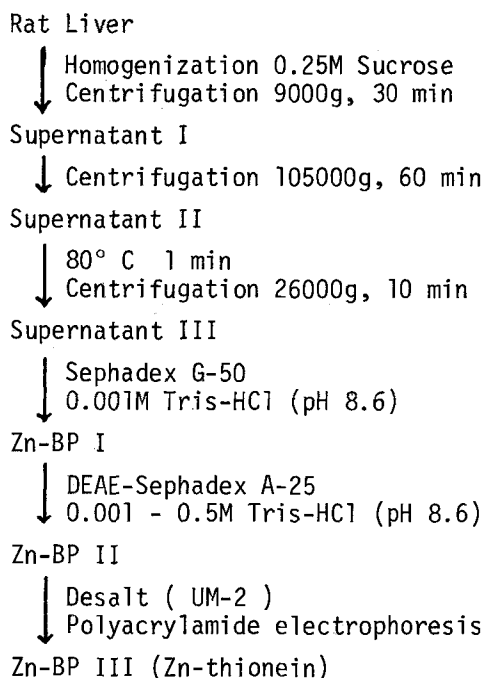 Rat Liver
Homogenization 0.25M Sucrose
Centrifugation 9000g, 30 min
Supernatant I
Centrifugation 105000g, 60 min
Supernatant II
80° C 1 min
Centrifugation 26000g, 10 min
Supernatant III
Sephadex G-50
0.001M Tris-HCl (pH 8.6)
Zn-BP I
DEAE-Sephadex A-25
0.001 - 0.5M Tris-HCl (pH 8.6)
Zn-BP II
Desalt ( UM-2 )
Polyacrylamide electrophoresis
Zn-BP III (Zn-thionein)